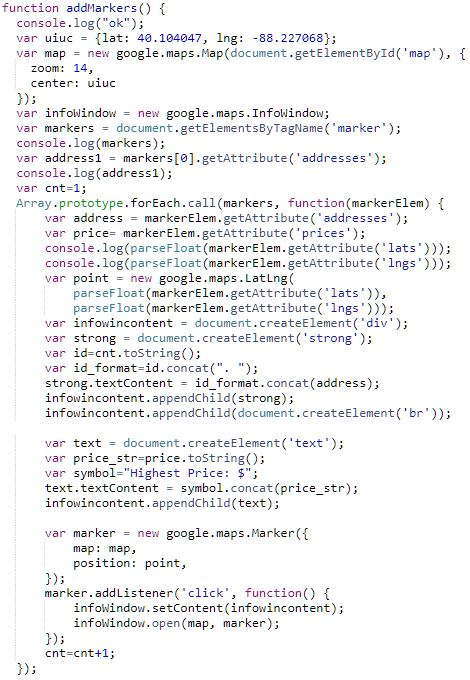 function addMarkers() {
  console.log("ok");
  var uiuc = {lat: 40.104047, lng: -88.227068};
  var map = new google.maps.Map(document.getElementById('map'), {
    zoom: 14,
    center: uiuc
  });
  var infoWindow = new google.maps.InfoWindow;
  var markers = document.getElementsByTagName('marker');
  console.log(markers);
  var address1 = markers[0].getAttribute('addresses');
  console.log(address1);
  var cnt=1;
  Array.prototype.forEach.call(markers, function(markerElem) {
      var address = markerElem.getAttribute('addresses');
      var price= markerElem.getAttribute('prices');
      console.log(parseFloat(markerElem.getAttribute('lats')));
      console.log(parseFloat(markerElem.getAttribute('lngs')));
      var point = new google.maps.LatLng(
          parseFloat(markerElem.getAttribute('lats')),
          parseFloat(markerElem.getAttribute('lngs')));
      var infowincontent = document.createElement('div');
      var strong = document.createElement('strong');
      var id=cnt.toString();
      var id_format=id.concat(". ");
      strong.textContent = id_format.concat(address);
      infowincontent.appendChild(strong);
      infowincontent.appendChild(document.createElement('br'));

      var text = document.createElement('text');
      var price_str=price.toString();
      var symbol="Highest Price: $";
      text.textContent = symbol.concat(price_str);
      infowincontent.appendChild(text);

      var marker = new google.maps.Marker({
          map: map,
          position: point,
      });
      marker.addListener('click', function() {
          infoWindow.setContent(infowincontent);
          infoWindow.open(map, marker);
      });
      cnt=cnt+1;
  });